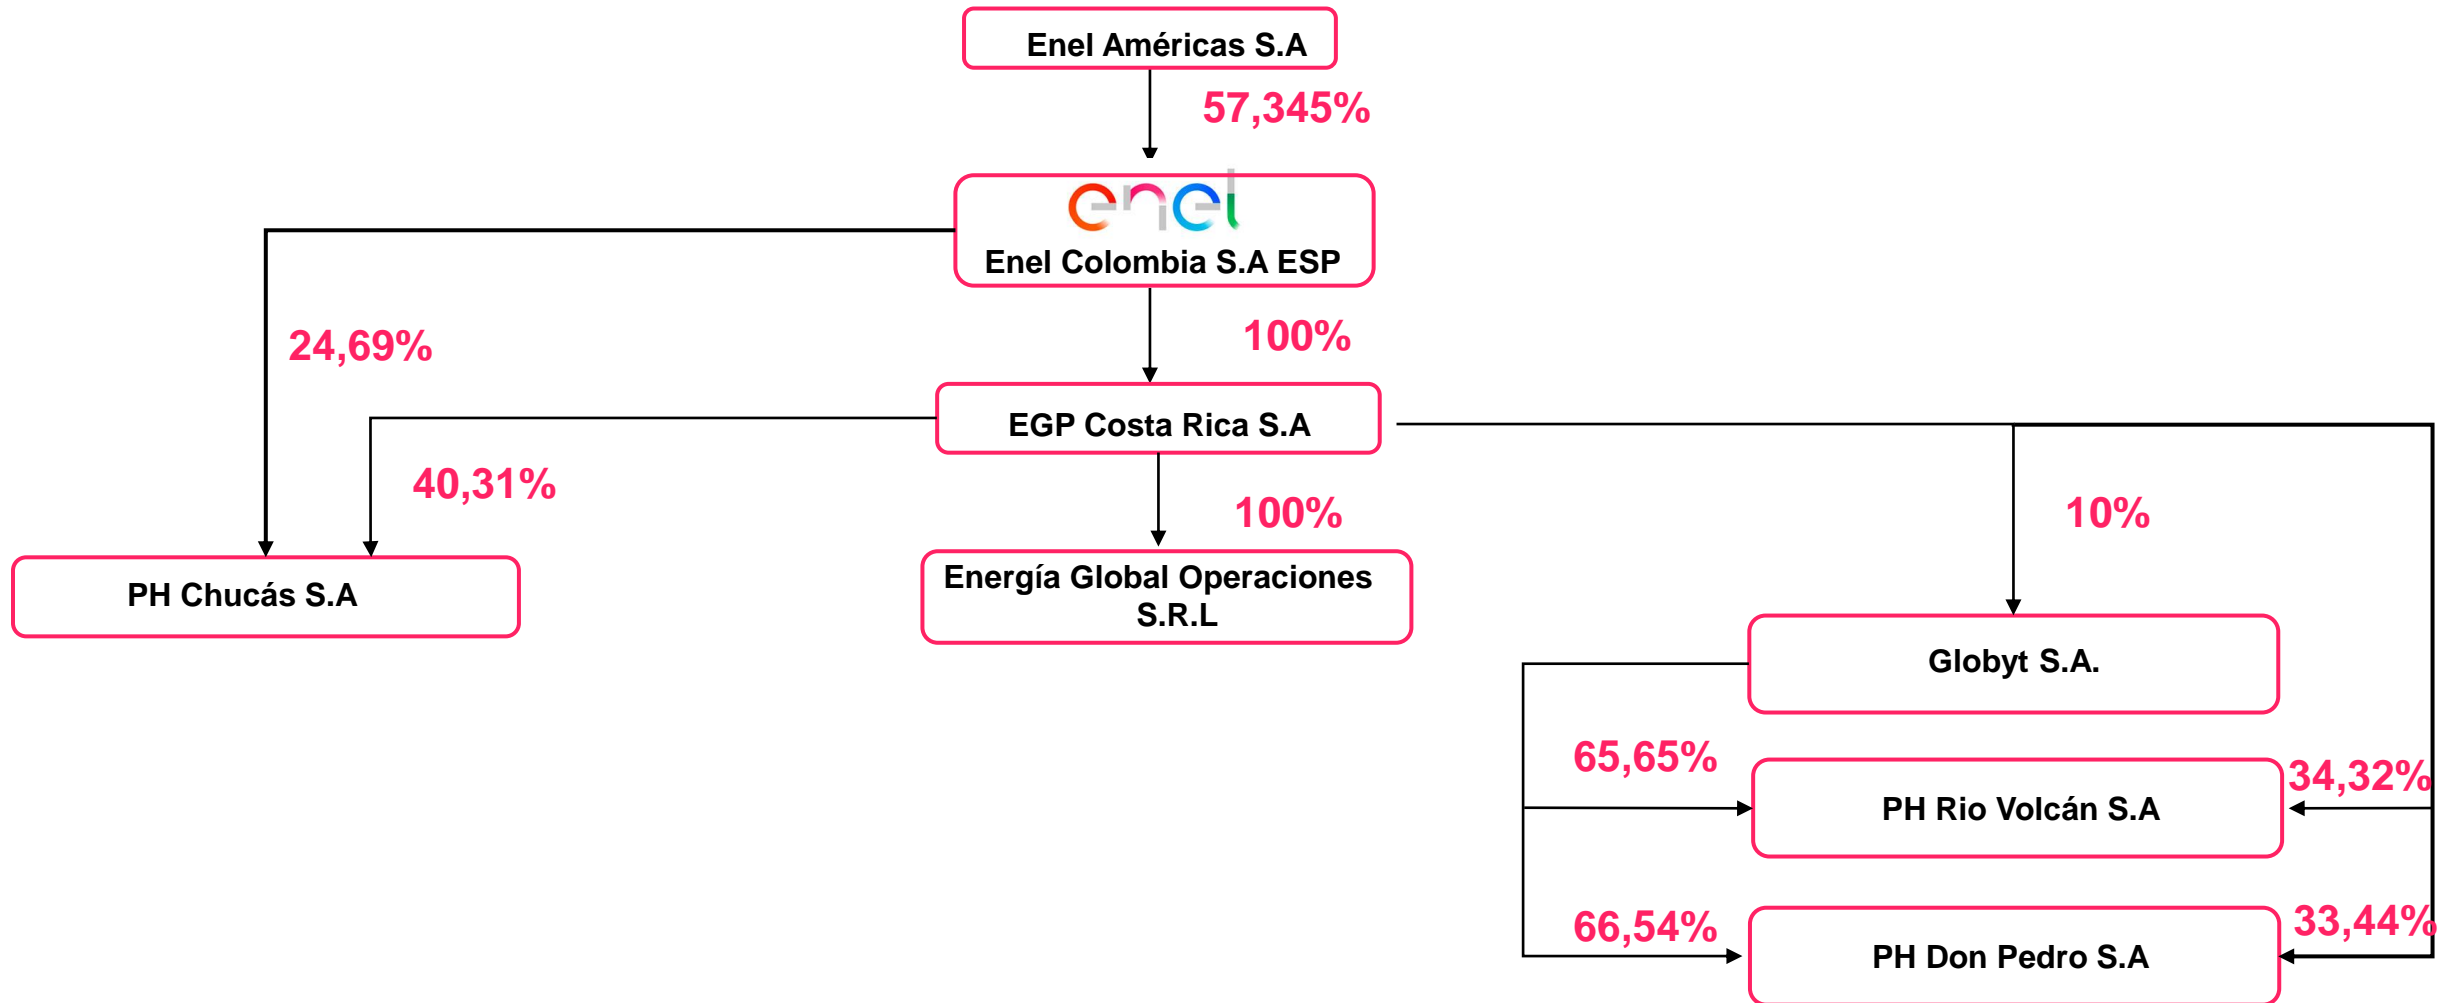 Enel Américas S.A
57,345%
enel
Enel Colombia S.A ESP
24,69%
100%
EGP Costa Rica S.A
40,31%
100%
10%
PH Chucás S.A
Energía Global Operaciones
S.R.L
Globyt S.A.
65,65%
34,32%
PH Rio Volcán S.A
66,54%
33,44%
PH Don Pedro S.A